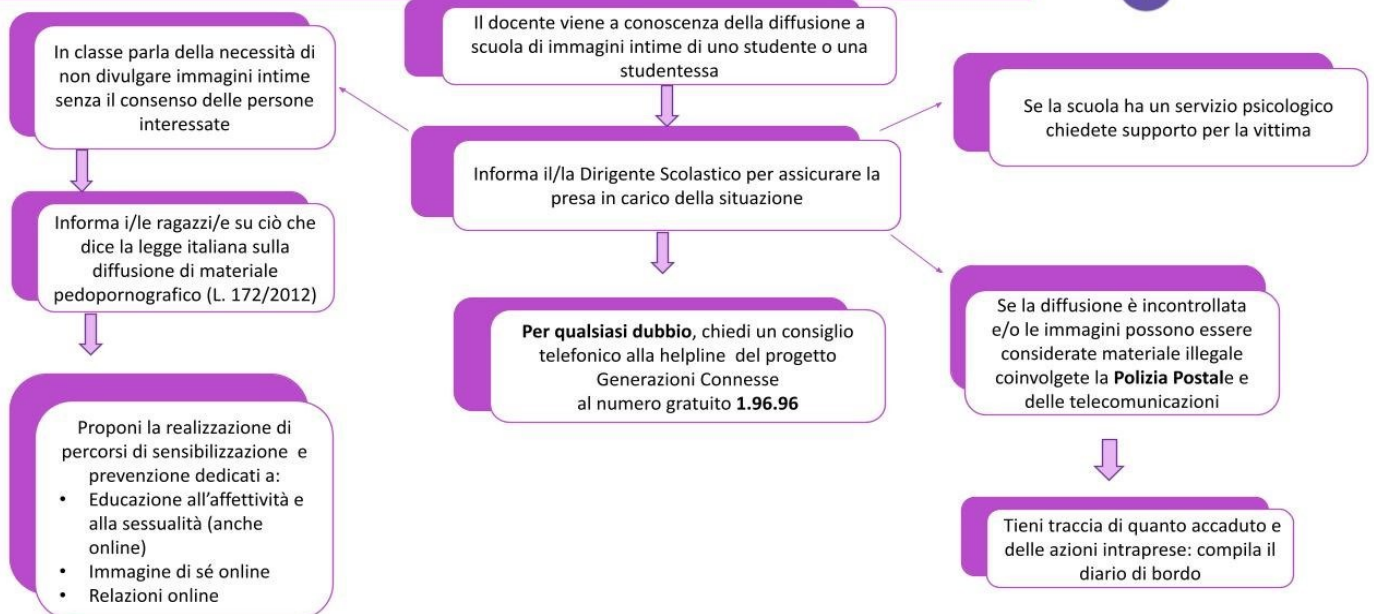 Il docente viene a conoscenza della diffusione a
scuola di immagini intime di uno studente o una
studentessa
In classe parla della necessità di
non divulgare immagini intime
senza il consenso delle persone
interessate
Se la scuola ha un servizio psicologico
chiedete supporto per la vittima
Informa il/la Dirigente Scolastico per assicurare la
presa in carico della situazione
Informa i/le ragazzi/e su ciò che
dice la legge italiana sulla
diffusione di materiale
pedopornografico (L. 172/2012)
Per qualsiasi dubbio, chiedi un consiglio
telefonico alla helpline del progetto
Generazioni Connesse
al numero gratuito 1.96.96
Se la diffusione è incontrollata
e/o le immagini possono essere
considerate materiale illegale
coinvolgete la Polizia Postale e
delle telecomunicazioni
Proponi la realizzazione di
percorsi di sensibilizzazione e
prevenzione dedicati a:
• Educazione all'affettività e
alla sessualità (anche
online)
• Immagine di sé online
• Relazioni online
Tieni traccia di quanto accaduto e
delle azioni intraprese: compila il
diario di bordo